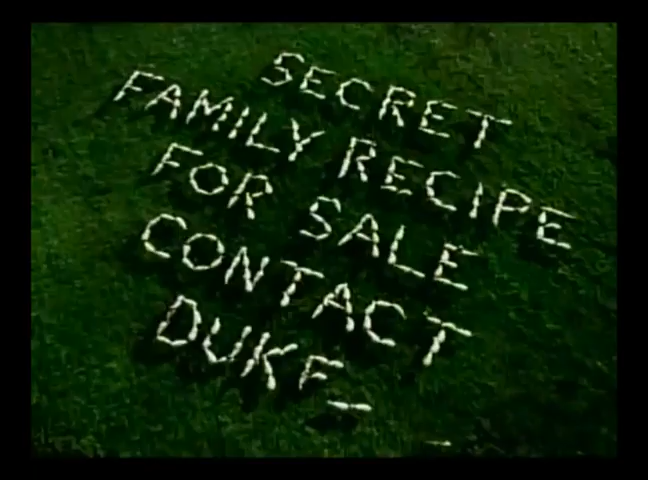 SECRET
FAMILY RECIPE
FOR SALE
CONTACT
DUKE